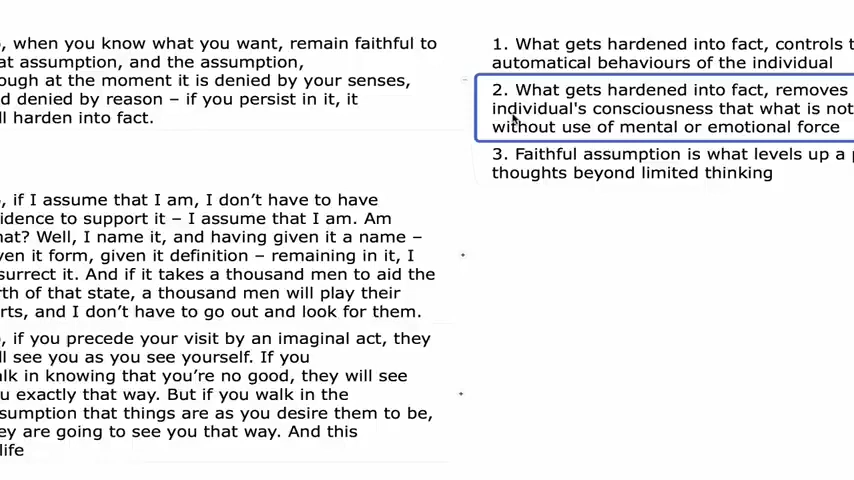 , when you know what you want, remain faithful to
at assumption, and the assumption,
ough at the moment it is denied by your senses,
d denied by reason – if you persist in it, it
ll harden into fact.
, if I assume that I am, I don't have to have
idence to support it – I assume that I am. Am
hat? Well, I name it, and having given it a name –
ven it form, given it definition – remaining in it, I
surrect it. And if it takes a thousand men to aid the
rth of that state, a thousand men will play their
rts, and I don't have to go out and look for them.
, if you precede your visit by an imaginal act, they
ll see you as you see yourself. If you
alk in knowing that you're no good, they will see
u exactly that way. But if you walk in the
sumption that things are as you desire them to be,
ey are going to see you that way. And this
life
1. What gets hardened into fact, controls t
automatical behaviours of the individual
2. What gets hardened into fact, removes
individual's consciousness that what is not
without use of mental or emotional force
3. Faithful assumption is what levels up a p
thoughts beyond limited thinking